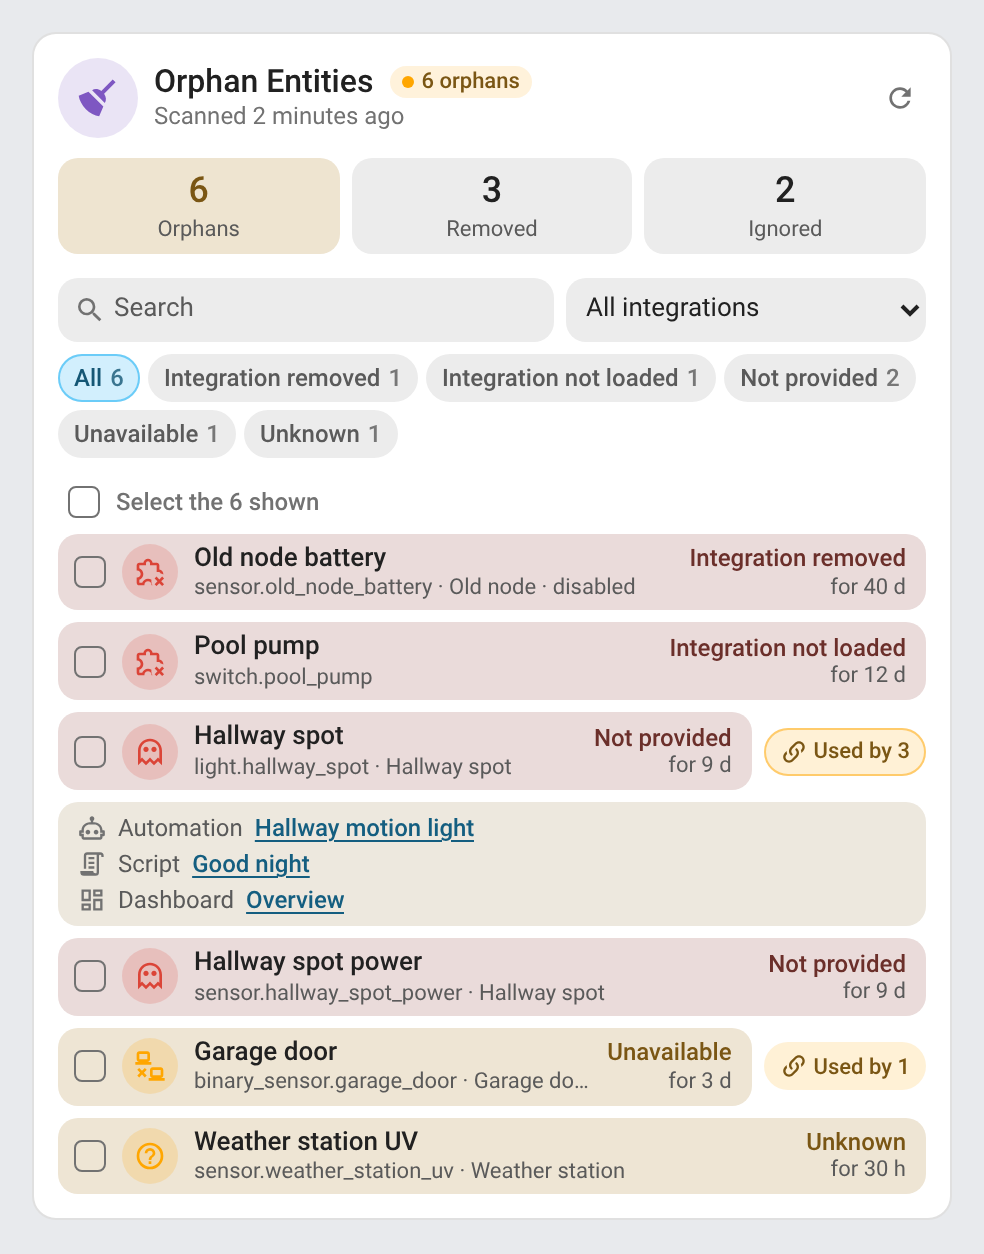 Orphan Entities
6 orphans
Scanned 2 minutes ago
6
Orphans
3
Removed
2
Ignored
Search
All integrations
All 6
Integration removed 1
Integration not loaded 1
Not provided 2
Unavailable 1
Unknown 1
Select the 6 shown
Old node battery
Integration removed
sensor.old_node_battery · Old node · disabled
for 40 d
Pool pump
Integration not loaded
switch.pool_pump
for 12 d
Hallway spot
Not provided
light.hallway_spot · Hallway spot
for 9 d
Used by 3
Automation Hallway motion light
Script Good night
Dashboard Overview
Hallway spot power
Not provided
sensor.hallway_spot_power · Hallway spot
for 9 d
Garage door
Unavailable
binary_sensor.garage_door · Garage do...
for 3 d
Used by 1
Weather station UV
Unknown
sensor.weather_station_uv · Weather station
for 30 h